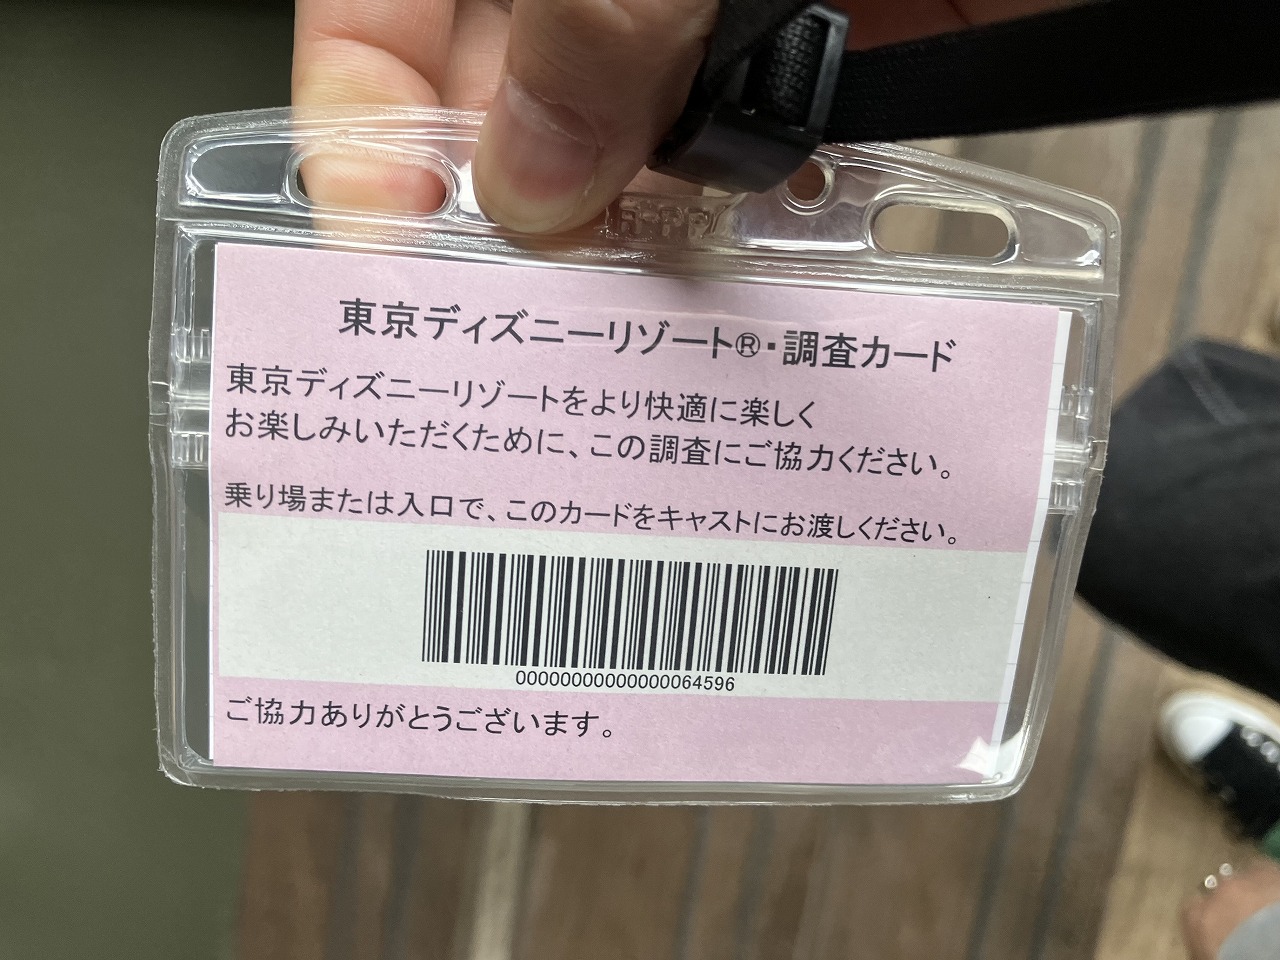 東京ディズニーリゾート®・調査カード
東京ディズニーリゾートをより快適に楽しく
お楽しみいただくために、この調査にご協力ください。
乗り場または入口で、このカードをキャストにお渡しください。
00000000000000064596
ご協力ありがとうございます。